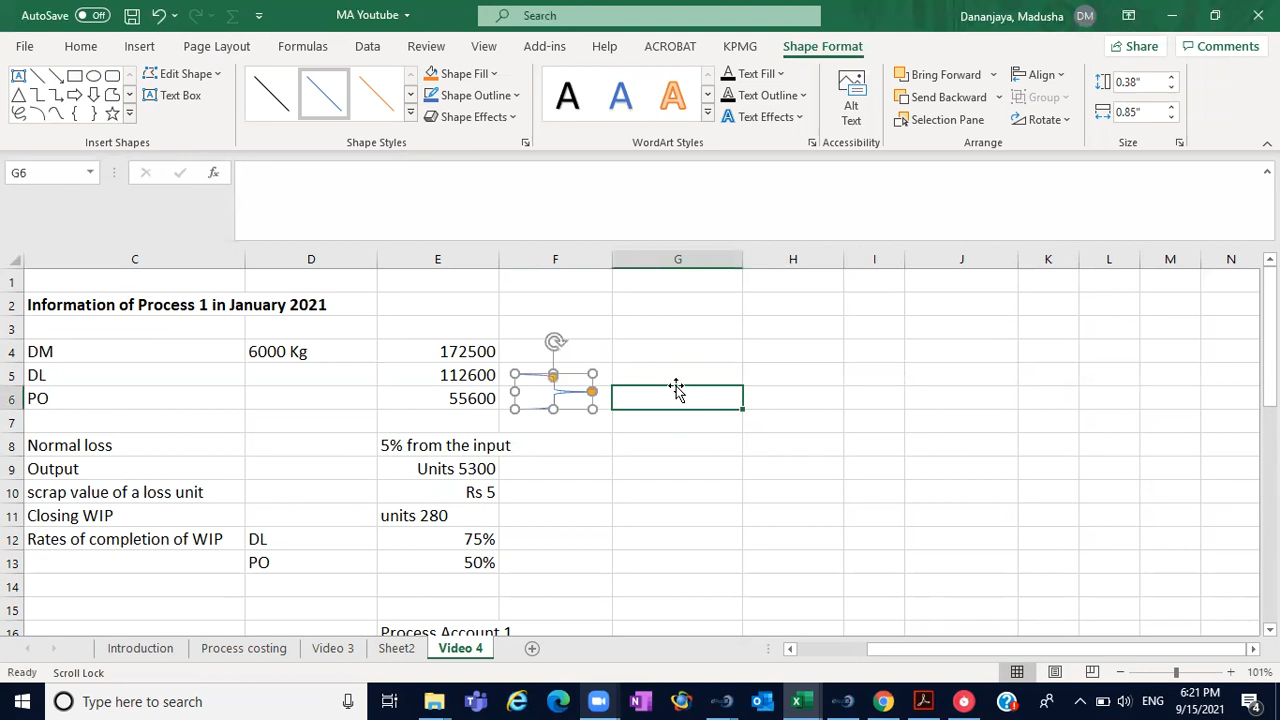 AutoSave Off MA Youtube Search Dananjaya, Madusha DM
File Home Insert Page Layout Formulas Data Review View Add-ins Help ACROBAT KPMG Shape Format Share Comments
Edit Shape Shape Fill Text Fill Bring Forward Align 0.38"
A Text Box Shape Outline A A A Text Outline Alt Text Send Backward Group 0.85"
Shape Effects Text Effects Selection Pane Rotate
Insert Shapes Shape Styles WordArt Styles Accessibility Arrange Size
G6 fx
C D E F G H I J K L M N
1
2 Information of Process 1 in January 2021
3
4 DM 6000 Kg 172500
5 DL 112600
6 PO 55600
7
8 Normal loss 5% from the input
9 Output Units 5300
10 scrap value of a loss unit Rs 5
11 Closing WIP units 280
12 Rates of completion of WIP DL 75%
13 PO 50%
14
15
16 Process Account 1
Introduction Process costing Video 3 Sheet2 Video 4
Ready Scroll Lock 101%
Type here to search ENG 6:21 PM
9/15/2021 4